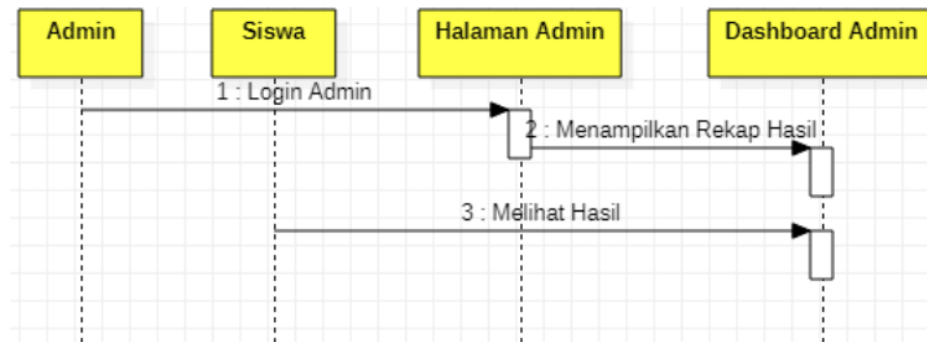 Admin
Siswa
Halaman Admin
Dashboard Admin
1 : Login Admin
2 : Menampilkan Rekap Hasil
3 : Melihat Hasil